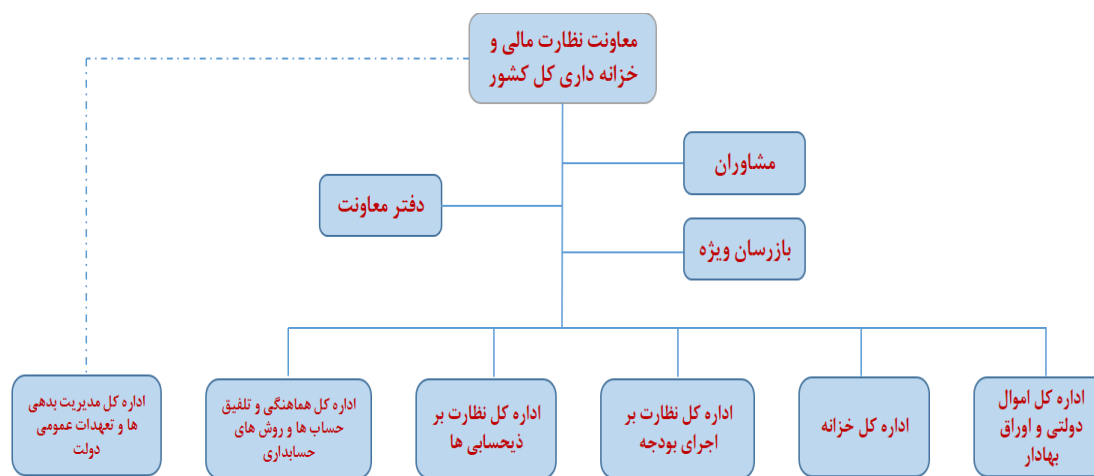 معاونت نظارت مالی و
خزانه داری کل کشور
مشاوران
دفتر معاونت
بازرسان ویژه
اداره کل اموال
دولتی و اوراق
بهادار
اداره کل خزانه
اداره کل نظارت بر
اجرای بودجه
اداره کل نظارت بر
ذیحسابی ها
اداره کل هماهنگی و تلفیق
حساب ها و روش های
حسابداری
اداره کل مدیریت بدهی
ها و تعهدات عمومی
دولت